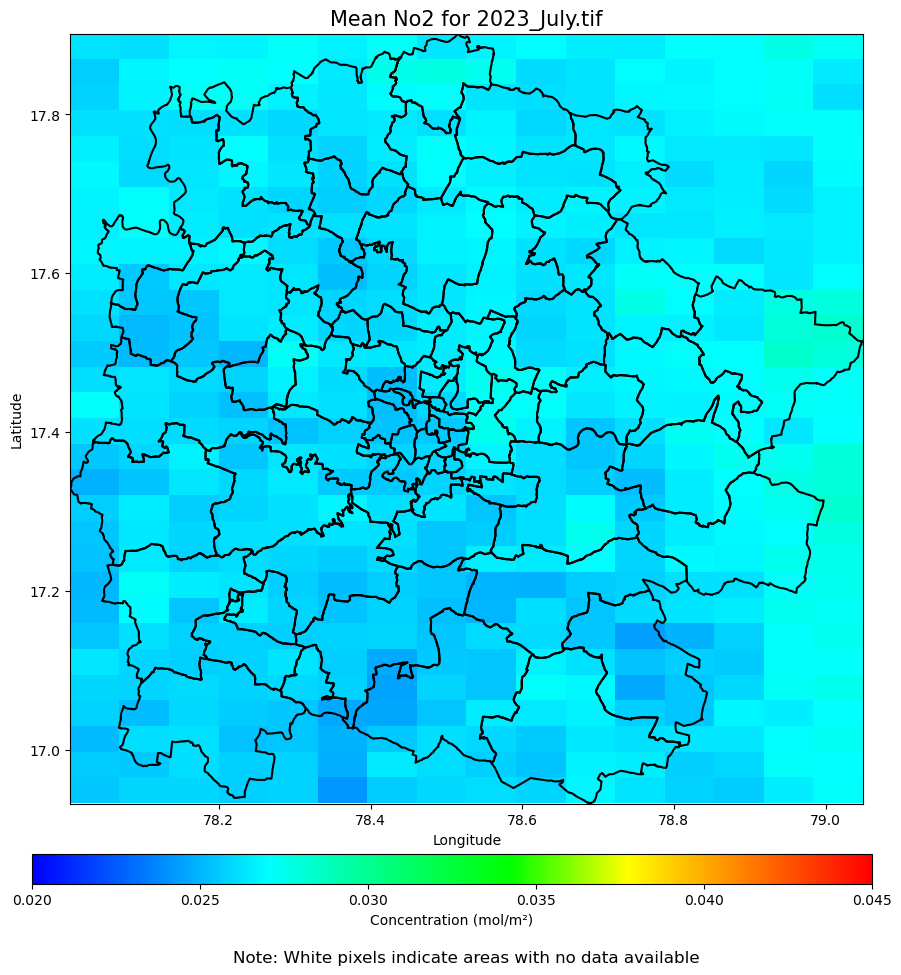 Mean No2 for 2023_July.tif
17.8
17.6
17.4
17.2
17.0
Latitude
78.2 78.4 78.6 78.8 79.0
Longitude
0.020 0.025 0.030 0.035 0.040 0.045
Concentration (mol/m²)
Note: White pixels indicate areas with no data available